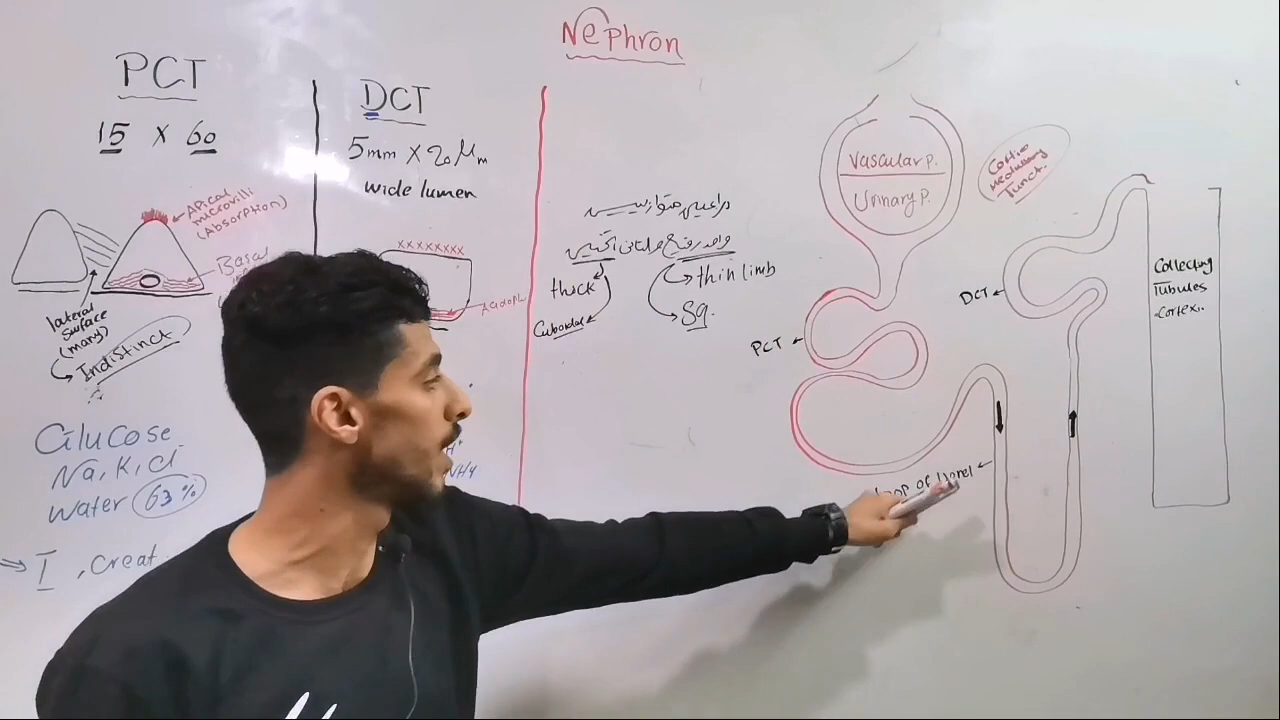 Nephron
PCT
15 x 60
Apical
microvilli
(Absorption)
Basal
lateral
surface
(many)
Indistinct
Glucose
Na, K, Cl
water 63%
I, creat.
DCT
5mm x 20 Mm
wide lumen
xxxxxxxx
Acidoph
H+
NH4
thick
Cuboidal
thin limb
Sq.
Vascular P.
Urinary P.
Cortico
Medullary
Junct.
PCT
Loop of Henel
DCT
Collecting
Tubules
Cortex.